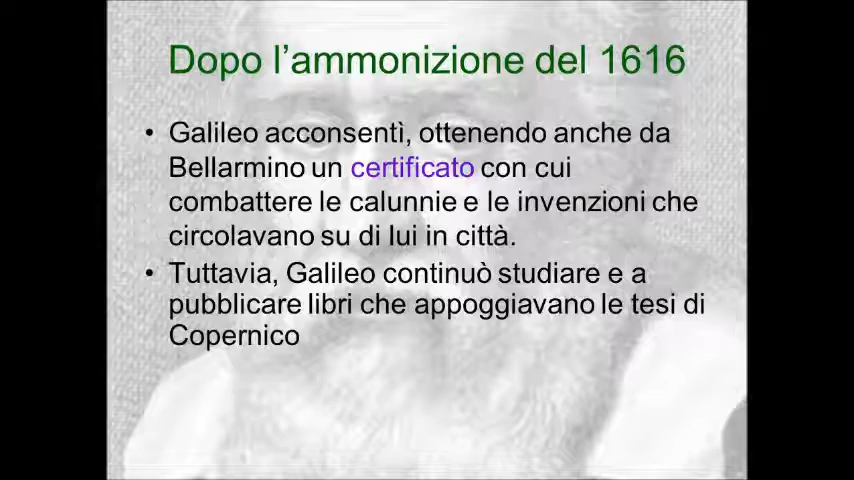 Dopo l’ammonizione del 1616
• Galileo acconsentì, ottenendo anche da
Bellarmino un certificato con cui
combattere le calunnie e le invenzioni che
circolavano su di lui in città.
• Tuttavia, Galileo continuò studiare e a
pubblicare libri che appoggiavano le tesi di
Copernico